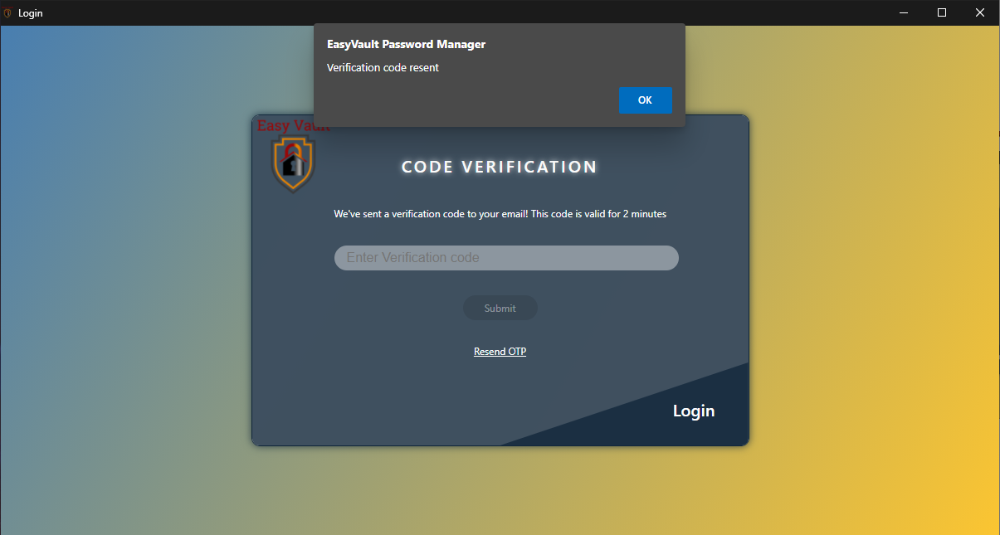 Login
EasyVault Password Manager
Verification code resent
OK
Easy Vault
CODE VERIFICATION
We've sent a verification code to your email! This code is valid for 2 minutes
Enter Verification code
Submit
Resend OTP
Login